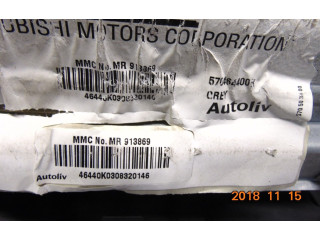 UBISHI MOTORS CORPORATION
MMC No. MR 913869
46440K0308320146
Autoliv
MMC No. MR 913869
46440K0308320146
Autoliv
2018 11 15